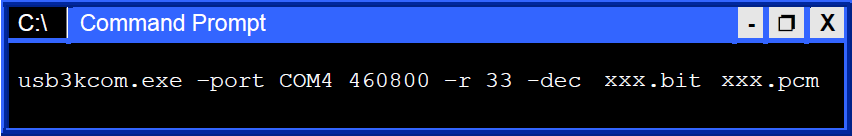 C:\ Command Prompt - X
usb3kcom.exe -port COM4 460800 -r 33 -dec xxx.bit xxx.pcm